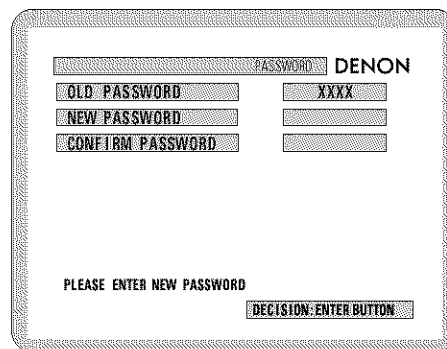 PASSWORD DENON
OLD PASSWORD XXXX
NEW PASSWORD
CONFIRM PASSWORD
PLEASE ENTER NEW PASSWORD
DECISION:ENTER BUTTON